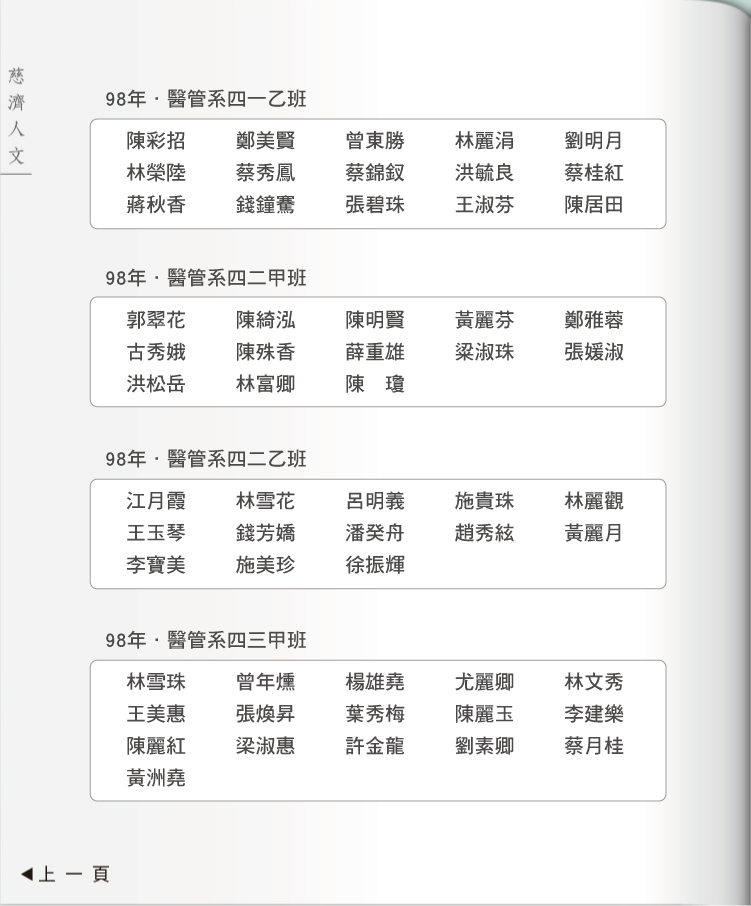 慈濟人文
98年·醫管系四一乙班
陳彩招 鄭美賢 曾東勝 林麗涓 劉明月
林榮陸 蔡秀鳳 蔡錦釵 洪毓良 蔡桂紅
蔣秋香 錢鐘鶱 張碧珠 王淑芬 陳居田
98年·醫管系四二甲班
郭翠花 陳綺泓 陳明賢 黃麗芬 鄭雅蓉
古秀娥 陳殊香 薛重雄 梁淑珠 張媛淑
洪松岳 林富卿 陳　瓊
98年·醫管系四二乙班
江月霞 林雪花 呂明義 施貴珠 林麗觀
王玉琴 錢芳嬌 潘癸舟 趙秀絃 黃麗月
李寶美 施美珍 徐振輝
98年·醫管系四三甲班
林雪珠 曾年燻 楊雄堯 尤麗卿 林文秀
王美惠 張煥昇 葉秀梅 陳麗玉 李建樂
陳麗紅 梁淑惠 許金龍 劉素卿 蔡月桂
黃洲堯
◀上一頁